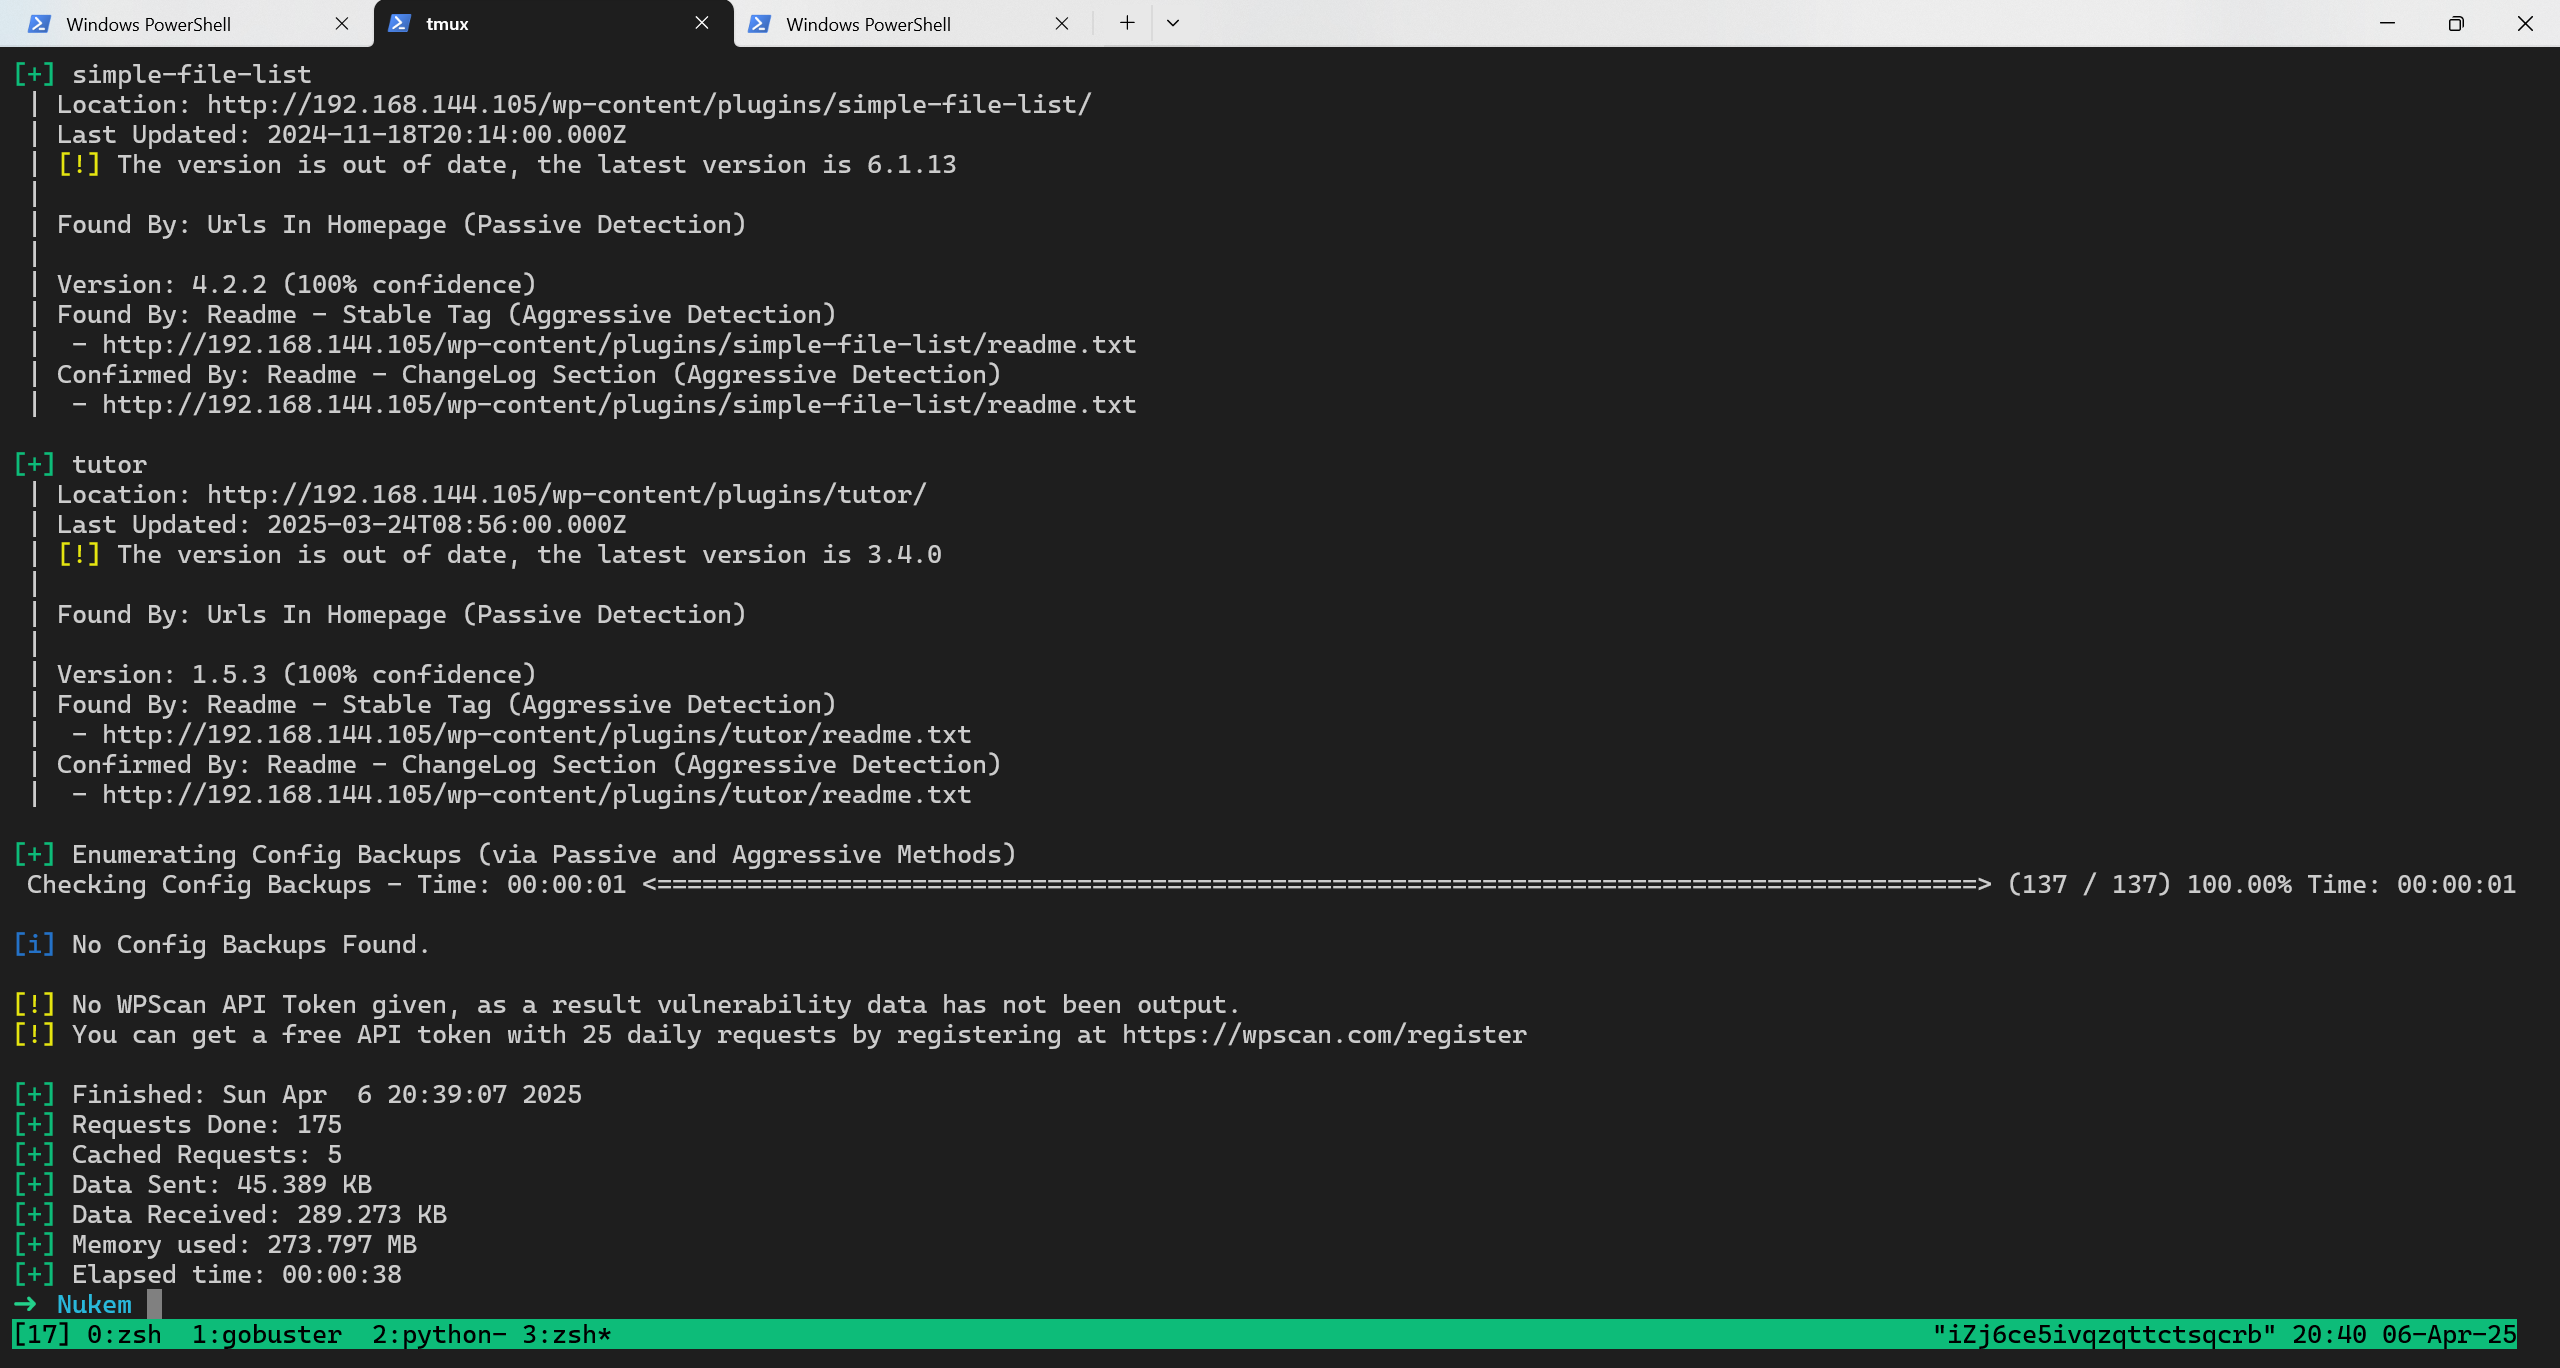 Windows PowerShell
tmux
Windows PowerShell
[+] simple-file-list
 | Location: http://192.168.144.105/wp-content/plugins/simple-file-list/
 | Last Updated: 2024-11-18T20:14:00.000Z
 | [!] The version is out of date, the latest version is 6.1.13
 |
 | Found By: Urls In Homepage (Passive Detection)
 |
 | Version: 4.2.2 (100% confidence)
 | Found By: Readme - Stable Tag (Aggressive Detection)
 |  - http://192.168.144.105/wp-content/plugins/simple-file-list/readme.txt
 | Confirmed By: Readme - ChangeLog Section (Aggressive Detection)
 |  - http://192.168.144.105/wp-content/plugins/simple-file-list/readme.txt
[+] tutor
 | Location: http://192.168.144.105/wp-content/plugins/tutor/
 | Last Updated: 2025-03-24T08:56:00.000Z
 | [!] The version is out of date, the latest version is 3.4.0
 |
 | Found By: Urls In Homepage (Passive Detection)
 |
 | Version: 1.5.3 (100% confidence)
 | Found By: Readme - Stable Tag (Aggressive Detection)
 |  - http://192.168.144.105/wp-content/plugins/tutor/readme.txt
 | Confirmed By: Readme - ChangeLog Section (Aggressive Detection)
 |  - http://192.168.144.105/wp-content/plugins/tutor/readme.txt
[+] Enumerating Config Backups (via Passive and Aggressive Methods)
 Checking Config Backups - Time: 00:00:01 <========================================================================================> (137 / 137) 100.00% Time: 00:00:01
[i] No Config Backups Found.
[!] No WPScan API Token given, as a result vulnerability data has not been output.
[!] You can get a free API token with 25 daily requests by registering at https://wpscan.com/register
[+] Finished: Sun Apr  6 20:39:07 2025
[+] Requests Done: 175
[+] Cached Requests: 5
[+] Data Sent: 45.389 KB
[+] Data Received: 289.273 KB
[+] Memory used: 273.797 MB
[+] Elapsed time: 00:00:38
➜  Nukem
[17] 0:zsh  1:gobuster  2:python- 3:zsh* "iZj6ce5ivqzqttctsqcrb" 20:40 06-Apr-25